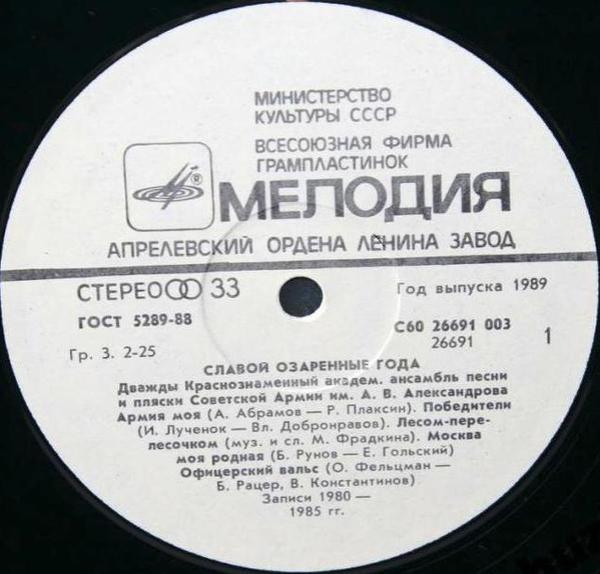 МИНИСТЕРСТВО
КУЛЬТУРЫ СССР
ВСЕСОЮЗНАЯ ФИРМА
ГРАМПЛАСТИНОК
® МЕЛОДИЯ
АПРЕЛЕВСКИЙ ОРДЕНА ЛЕНИНА ЗАВОД
СТЕРЕО 33
Год выпуска 1989
ГОСТ 5289-88
С60 26691 003
26691
1
Гр. 3. 2-25
СЛАВОЙ ОЗАРЕННЫЕ ГОДА
Дважды Краснознаменный академ. ансамбль песни
и пляски Советской Армии им. А. В. Александрова
Армия моя (А. Абрамов — Р. Плаксин). Победители
(И. Лученок — Вл. Добронравов). Лесом-пере-
лесочком (муз. и сл. М. Фрадкина). Москва
моя родная (Б. Рунов — Е. Гольский)
Офицерский вальс (О. Фельцман —
Б. Рацер, В. Константинов)
Записи 1980 —
1985 гг.